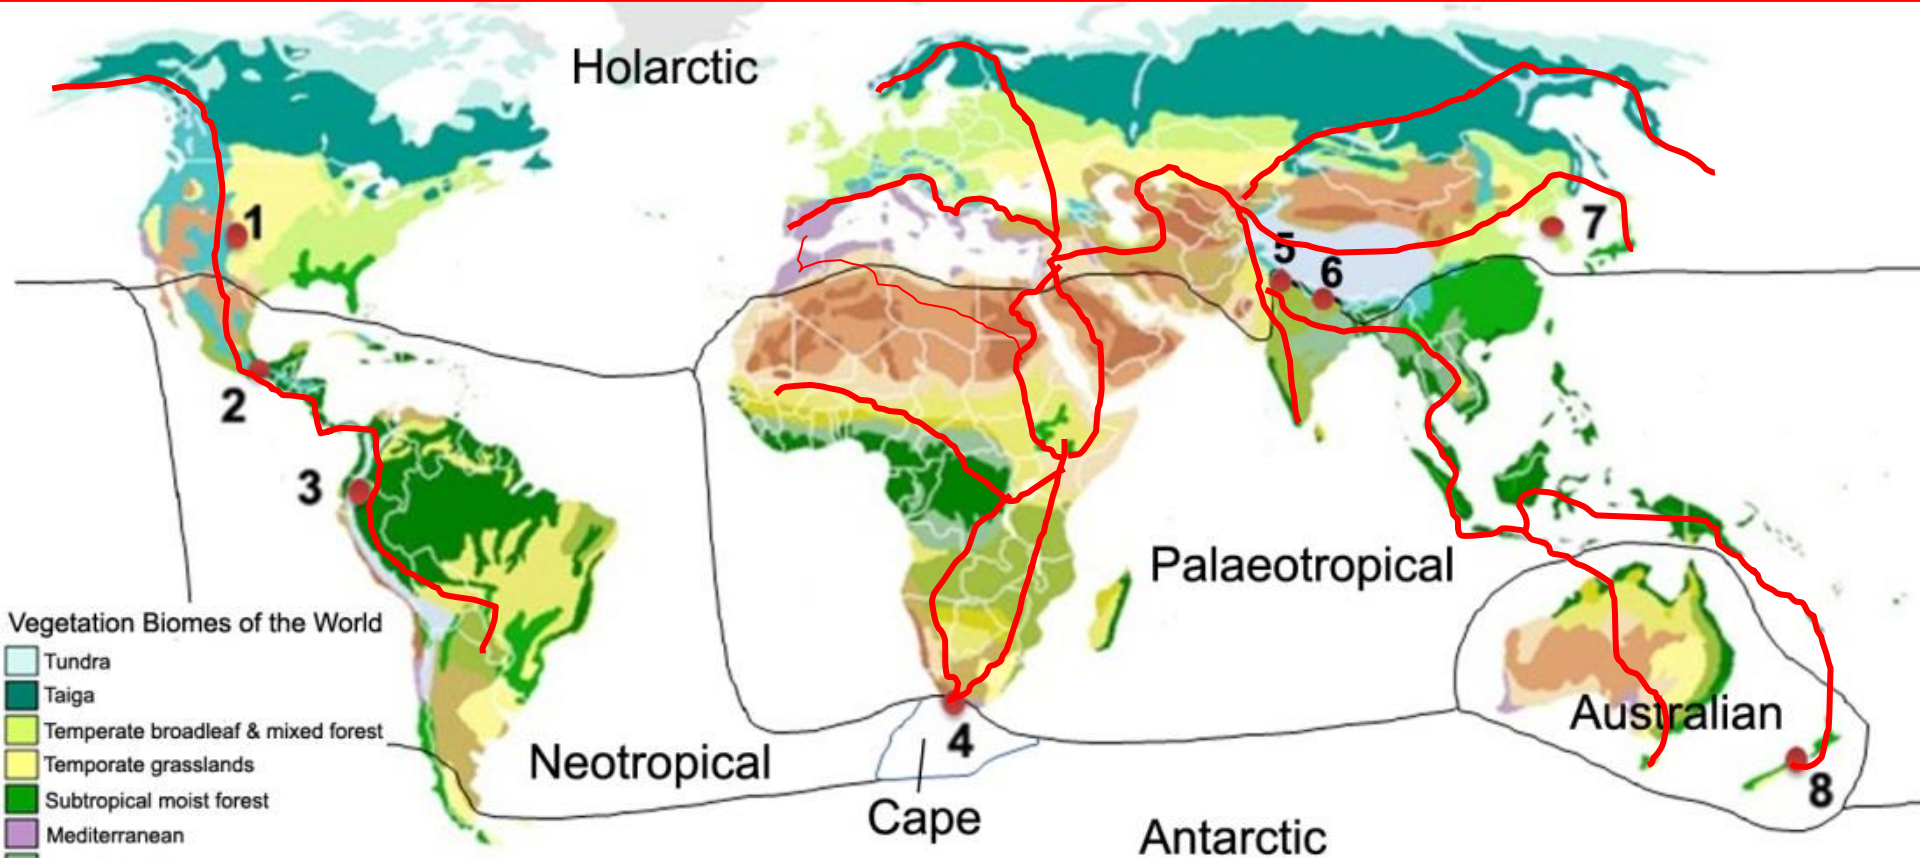 Holarctic
1
7
5
6
2
3
Palaeotropical
Vegetation Biomes of the World
Tundra
Taiga
Temperate broadleaf & mixed forest
Temporate grasslands
Subtropical moist forest
Mediterranean
Australian
4
Neotropical
8
Cape
Antarctic